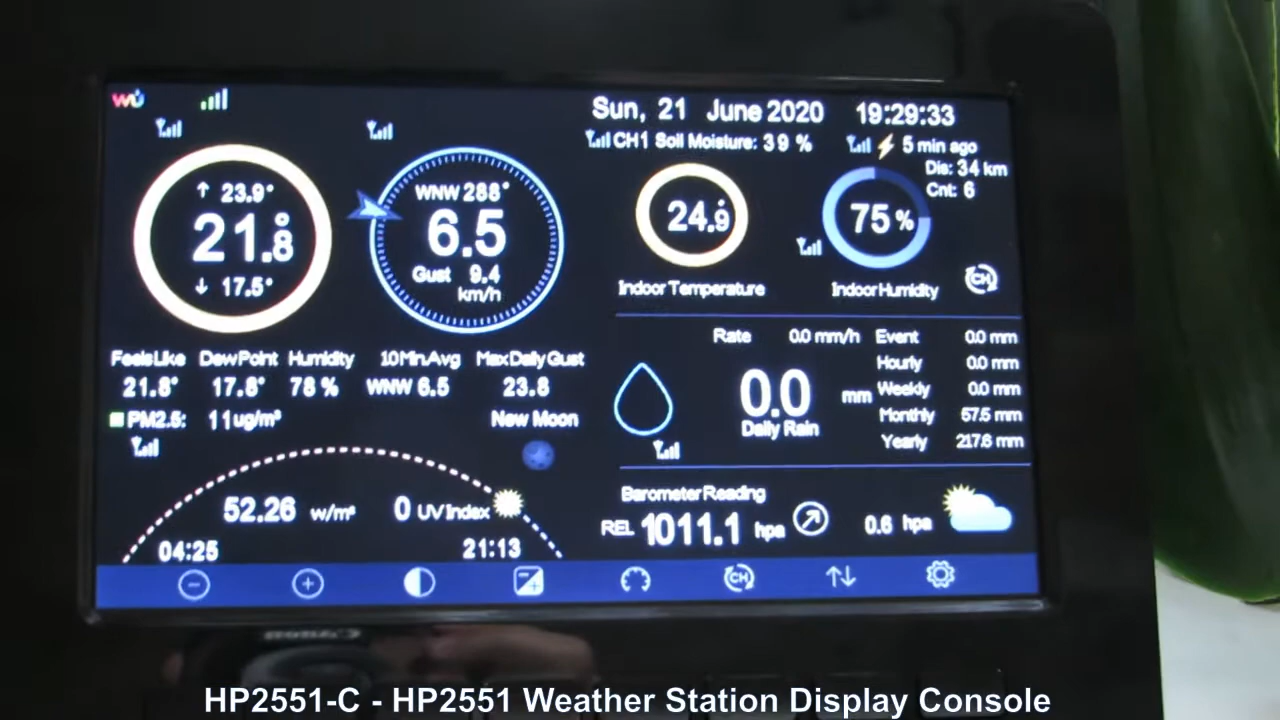 wu
Sun, 21 June 2020 19:29:33
CH1 Soil Moisture: 39 %
5 min ago
Dis: 34 km
Cnt: 6
↑ 23.9°
21.8°
↓ 17.5°
WNW 288°
6.5
Gust 9.4
km/h
24.9°
Indoor Temperature
75 %
Indoor Humidity
CH
Feels Like Dew Point Humidity
21.8° 17.8° 78 %
10 Min. Avg Max Daily Gust
WNW 6.5 23.8
PM2.5: 11 ug/m³
New Moon
Rate 0.0 mm/h
0.0 mm
Daily Rain
Event 0.0 mm
Hourly 0.0 mm
Weekly 0.0 mm
Monthly 57.5 mm
Yearly 217.6 mm
52.26 w/m²
0 UV Index
04:25 21:13
Barometer Reading
REL 1011.1 hpa
0.6 hpa
CH
HP2551-C - HP2551 Weather Station Display Console